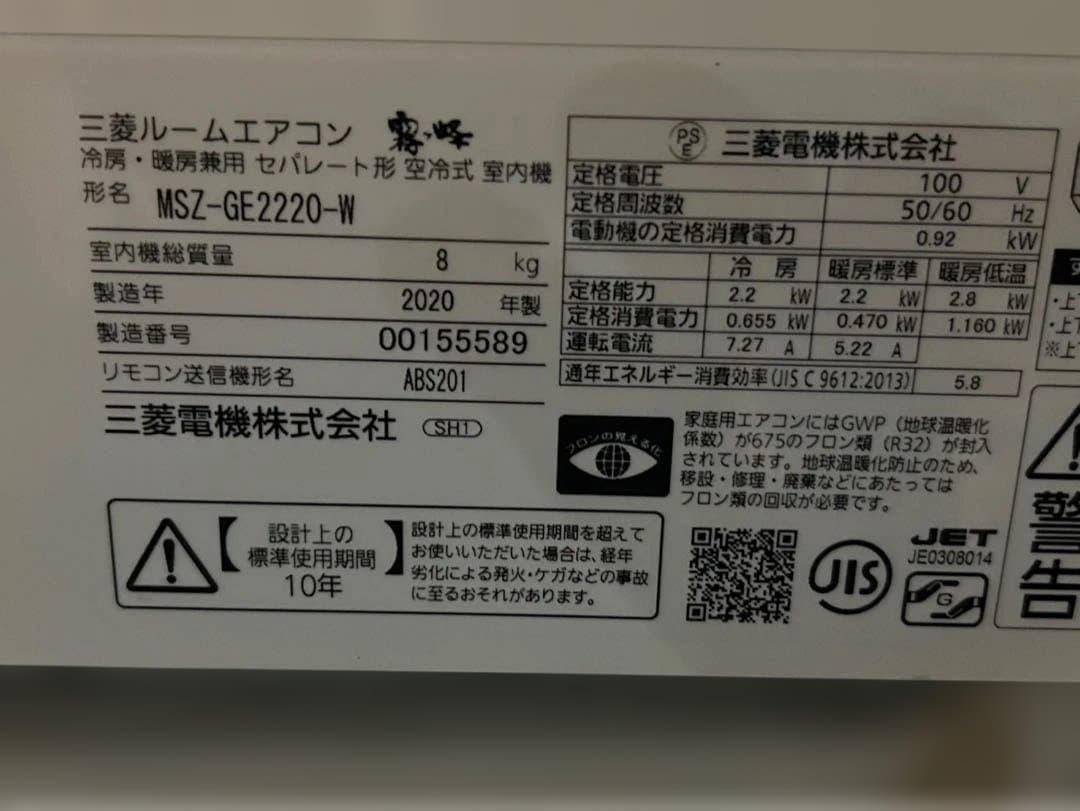 三菱ルームエアコン 霧ヶ峰
冷房・暖房兼用 セパレート形 空冷式 室内機
形名 MSZ-GE2220-W
室内機総質量 8 kg
製造年 2020 年製
製造番号 00155589
リモコン送信機形名 ABS201
三菱電機株式会社 SH1
PSE 三菱電機株式会社
定格電圧 100 V
定格周波数 50/60 Hz
電動機の定格消費電力 0.92 kW
冷房 暖房標準 暖房低温
定格能力 2.2 kW 2.2 kW 2.8 kW
定格消費電力 0.655 kW 0.470 kW 1.160 kW
運転電流 7.27 A 5.22 A
通年エネルギー消費効率(JIS C 9612:2013) 5.8
フロンの見える化
家庭用エアコンにはGWP(地球温暖化
係数)が675のフロン類(R32)が封入
されています。地球温暖化防止のため、
移設・修理・廃棄などにあたっては
フロン類の回収が必要です。
【設計上の
標準使用期間】
10年
設計上の標準使用期間を超えて
お使いいただいた場合は、経年
劣化による発火・ケガなどの事故
に至るおそれがあります。
JIS
JET
JE0308014
G
・上下
・上下
※上下
警告